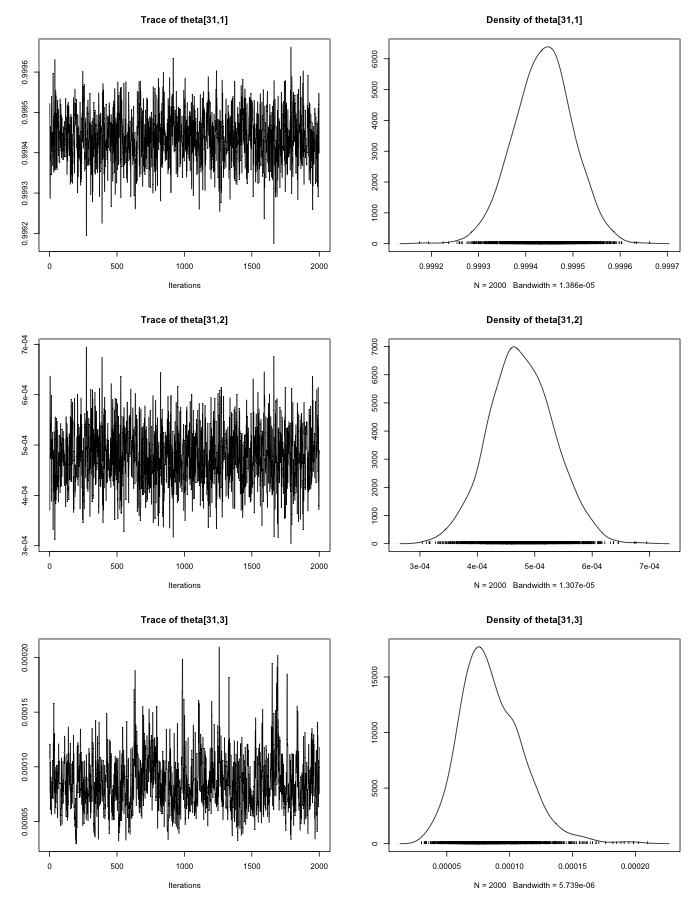 Trace of theta[31,1]
0.9992 0.9993 0.9994 0.9995 0.9996
0 500 1000 1500 2000
Iterations
Density of theta[31,1]
0 1000 2000 3000 4000 5000 6000
0.9992 0.9993 0.9994 0.9995 0.9996 0.9997
N = 2000 Bandwidth = 1.386e-05
Trace of theta[31,2]
3e-04 4e-04 5e-04 6e-04 7e-04
0 500 1000 1500 2000
Iterations
Density of theta[31,2]
0 1000 2000 3000 4000 5000 6000 7000
3e-04 4e-04 5e-04 6e-04 7e-04
N = 2000 Bandwidth = 1.307e-05
Trace of theta[31,3]
0.00005 0.00010 0.00015 0.00020
0 500 1000 1500 2000
Iterations
Density of theta[31,3]
0 5000 10000 15000
0.00005 0.00010 0.00015 0.00020
N = 2000 Bandwidth = 5.739e-06